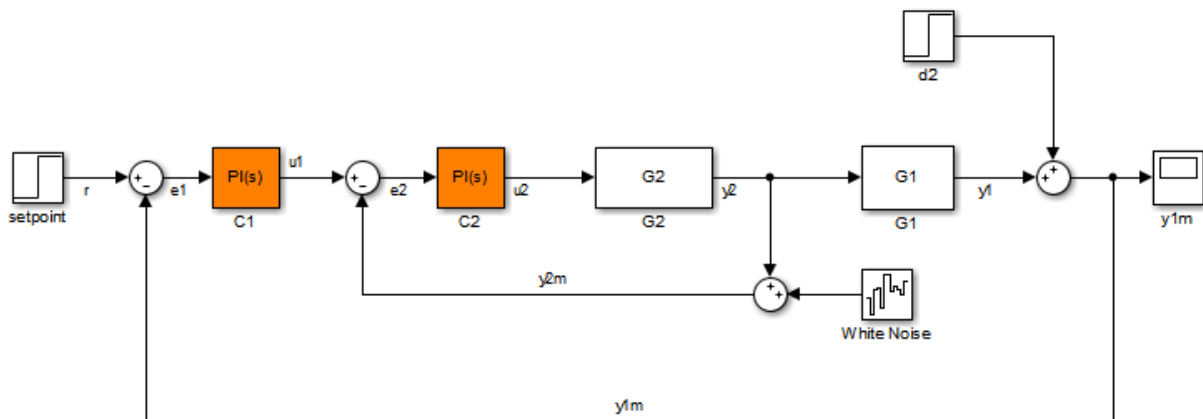 d2
setpoint
r
e1
PI(s)
C1
u1
e2
PI(s)
C2
u2
G2
G2
y2
G1
G1
y1
y1m
y2m
White Noise
y1m